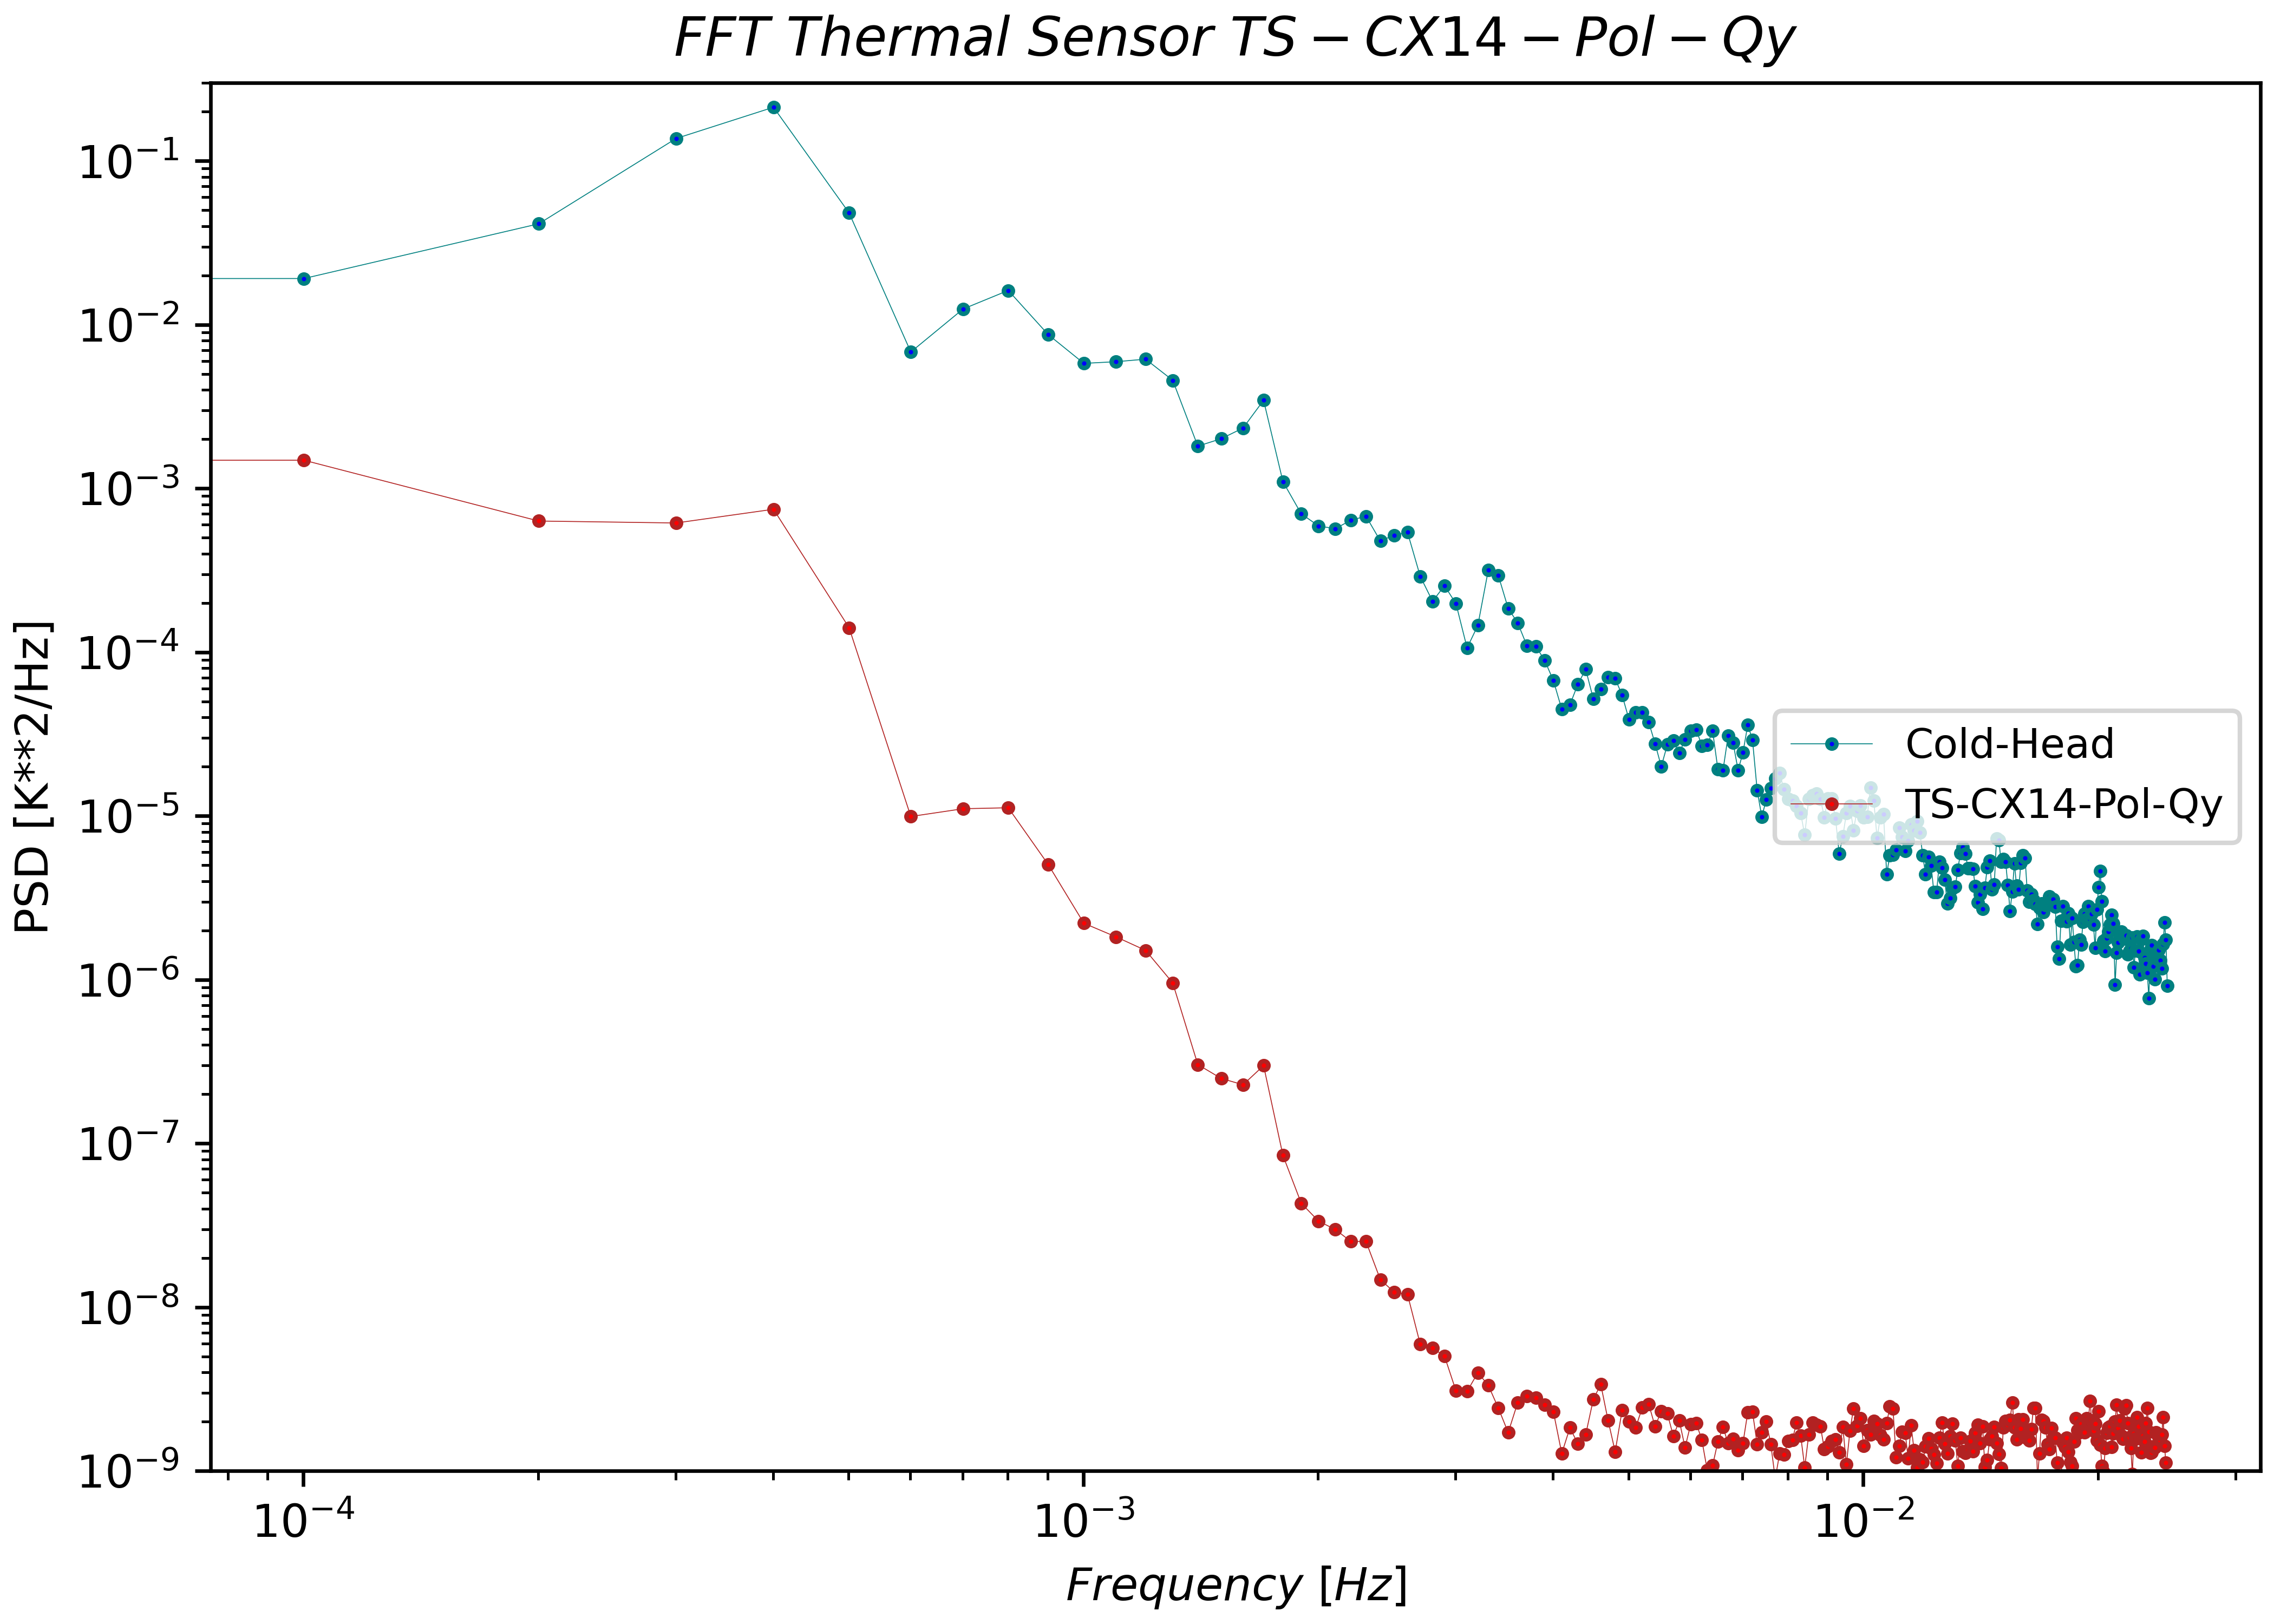 FFT Thermal Sensor TS − CX14 − Pol − Qy
10⁻¹
10⁻²
10⁻³
10⁻⁴
10⁻⁵
10⁻⁶
10⁻⁷
10⁻⁸
10⁻⁹
PSD [K**2/Hz]
Cold-Head
TS-CX14-Pol-Qy
10⁻⁴ 10⁻³ 10⁻²
Frequency [Hz]